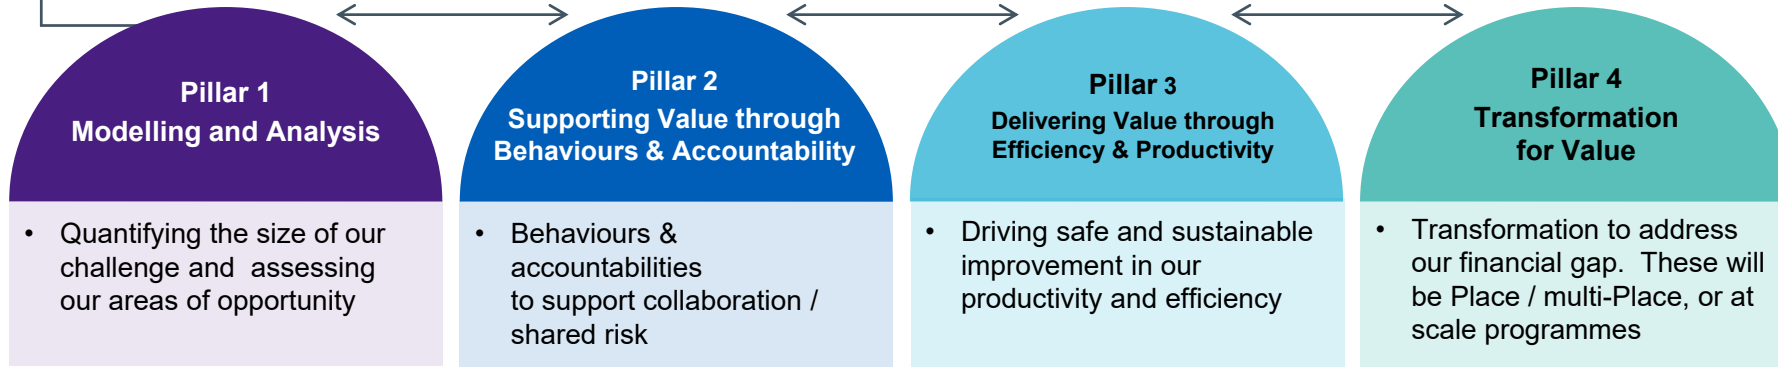 Pillar 1
Modelling and Analysis
• Quantifying the size of our
challenge and  assessing
our areas of opportunity
Pillar 2
Supporting Value through
Behaviours & Accountability
• Behaviours &
accountabilities
to support collaboration /
shared risk
Pillar 3
Delivering Value through
Efficiency & Productivity
• Driving safe and sustainable
improvement in our
productivity and efficiency
Pillar 4
Transformation
for Value
• Transformation to address
our financial gap.  These will
be Place / multi-Place, or at
scale programmes